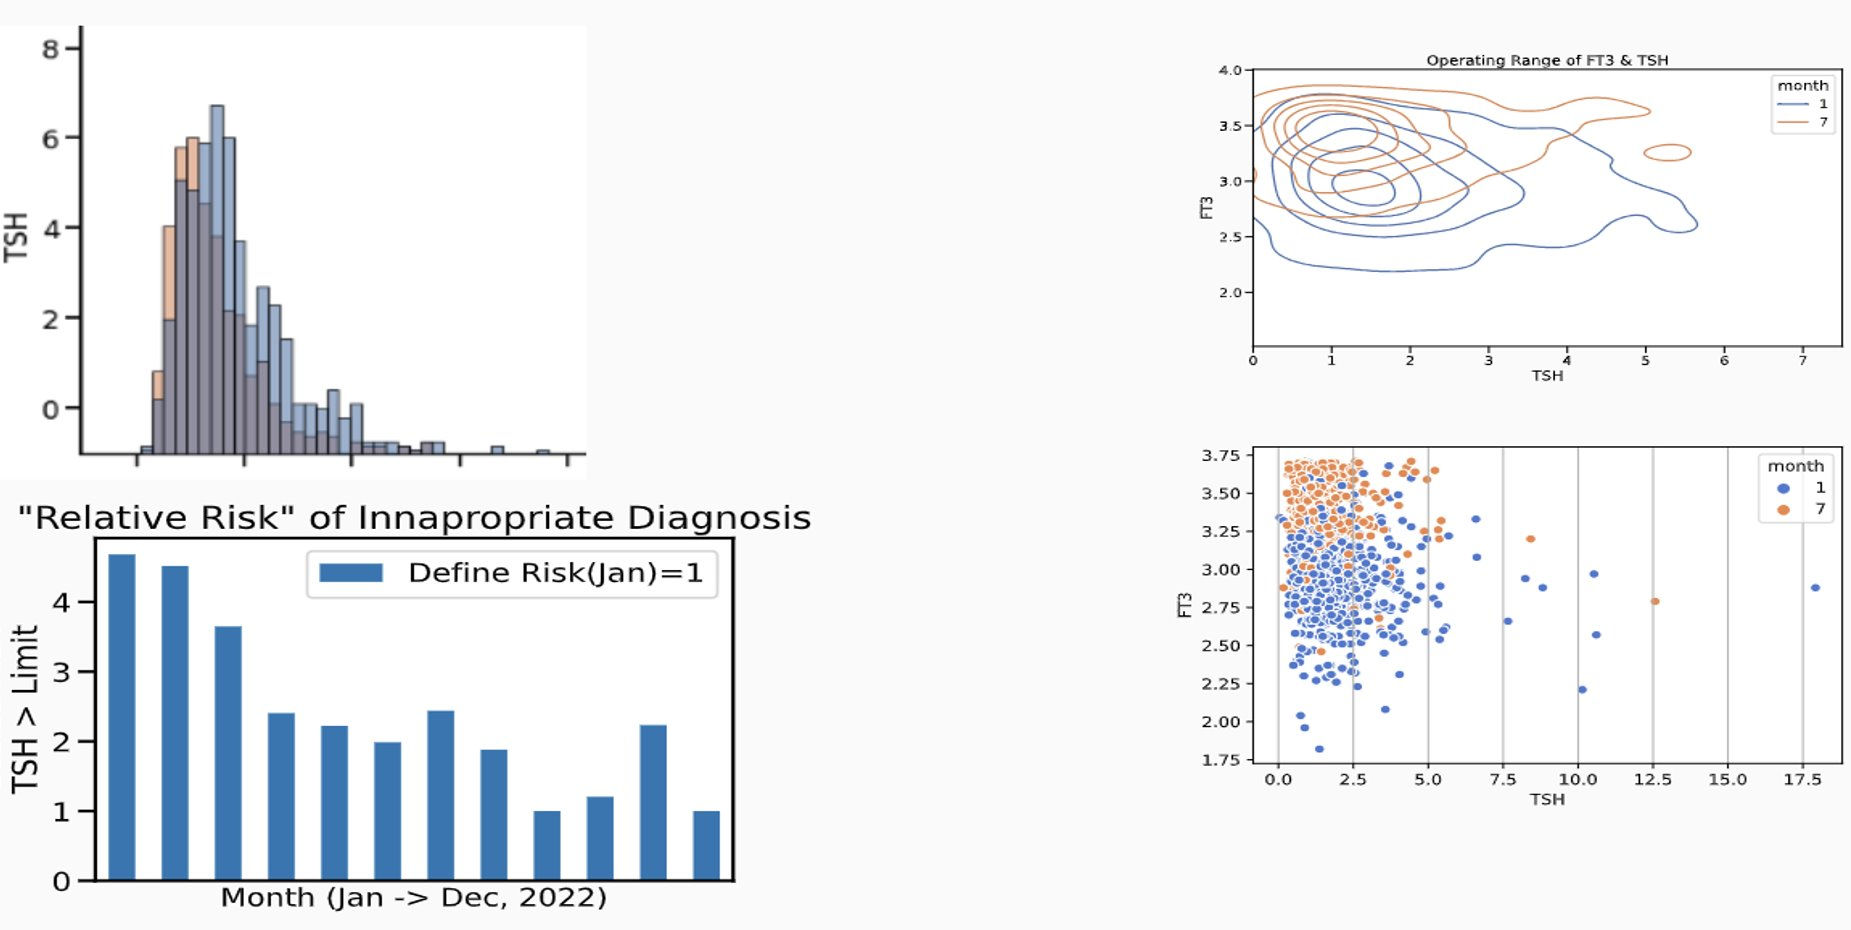 8
6
4
2
0
TSH
"Relative Risk" of Innapropriate Diagnosis
Define Risk(Jan)=1
4
3
2
1
0
TSH > Limit
Month (Jan -> Dec, 2022)
Operating Range of FT3 & TSH
month
1
7
4.0
3.5
3.0
2.5
2.0
FT3
0 1 2 3 4 5 6 7
TSH
month
1
7
3.75
3.50
3.25
3.00
2.75
2.50
2.25
2.00
1.75
FT3
0.0 2.5 5.0 7.5 10.0 12.5 15.0 17.5
TSH